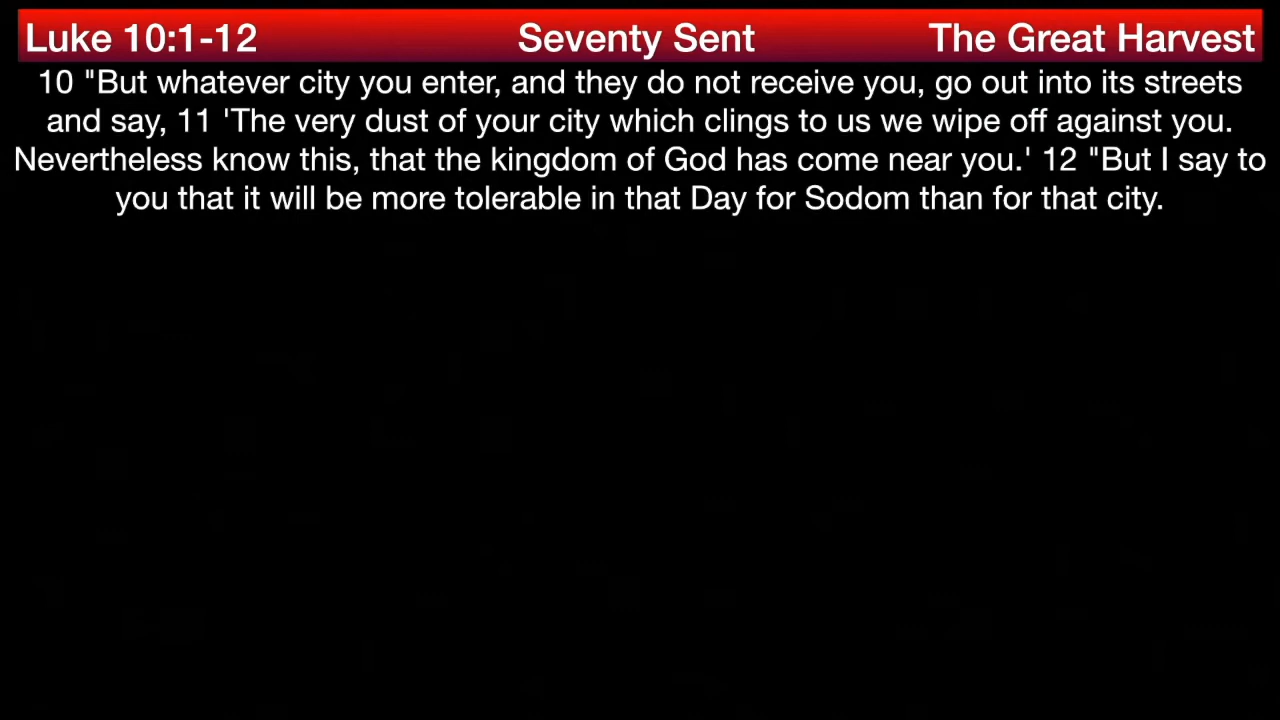 Luke 10:1-12 Seventy Sent The Great Harvest
10 "But whatever city you enter, and they do not receive you, go out into its streets
and say, 11 'The very dust of your city which clings to us we wipe off against you.
Nevertheless know this, that the kingdom of God has come near you.' 12 "But I say to
you that it will be more tolerable in that Day for Sodom than for that city.